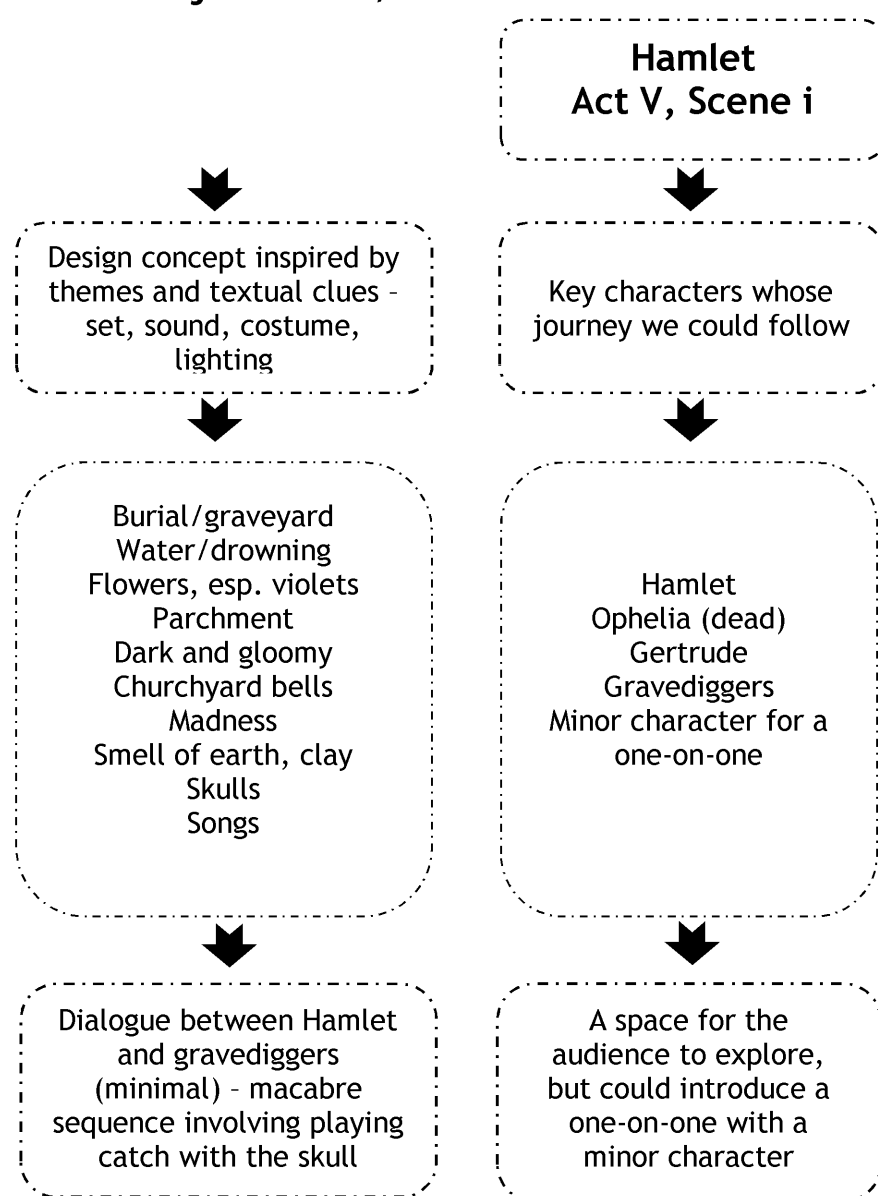 Hamlet
Act V, Scene i
Design concept inspired by
themes and textual clues –
set, sound, costume,
lighting
Key characters whose
journey we could follow
Burial/graveyard
Water/drowning
Flowers, esp. violets
Parchment
Dark and gloomy
Churchyard bells
Madness
Smell of earth, clay
Skulls
Songs
Hamlet
Ophelia (dead)
Gertrude
Gravediggers
Minor character for a
one-on-one
Dialogue between Hamlet
and gravediggers
(minimal) – macabre
sequence involving playing
catch with the skull
A space for the
audience to explore,
but could introduce a
one-on-one with a
minor character